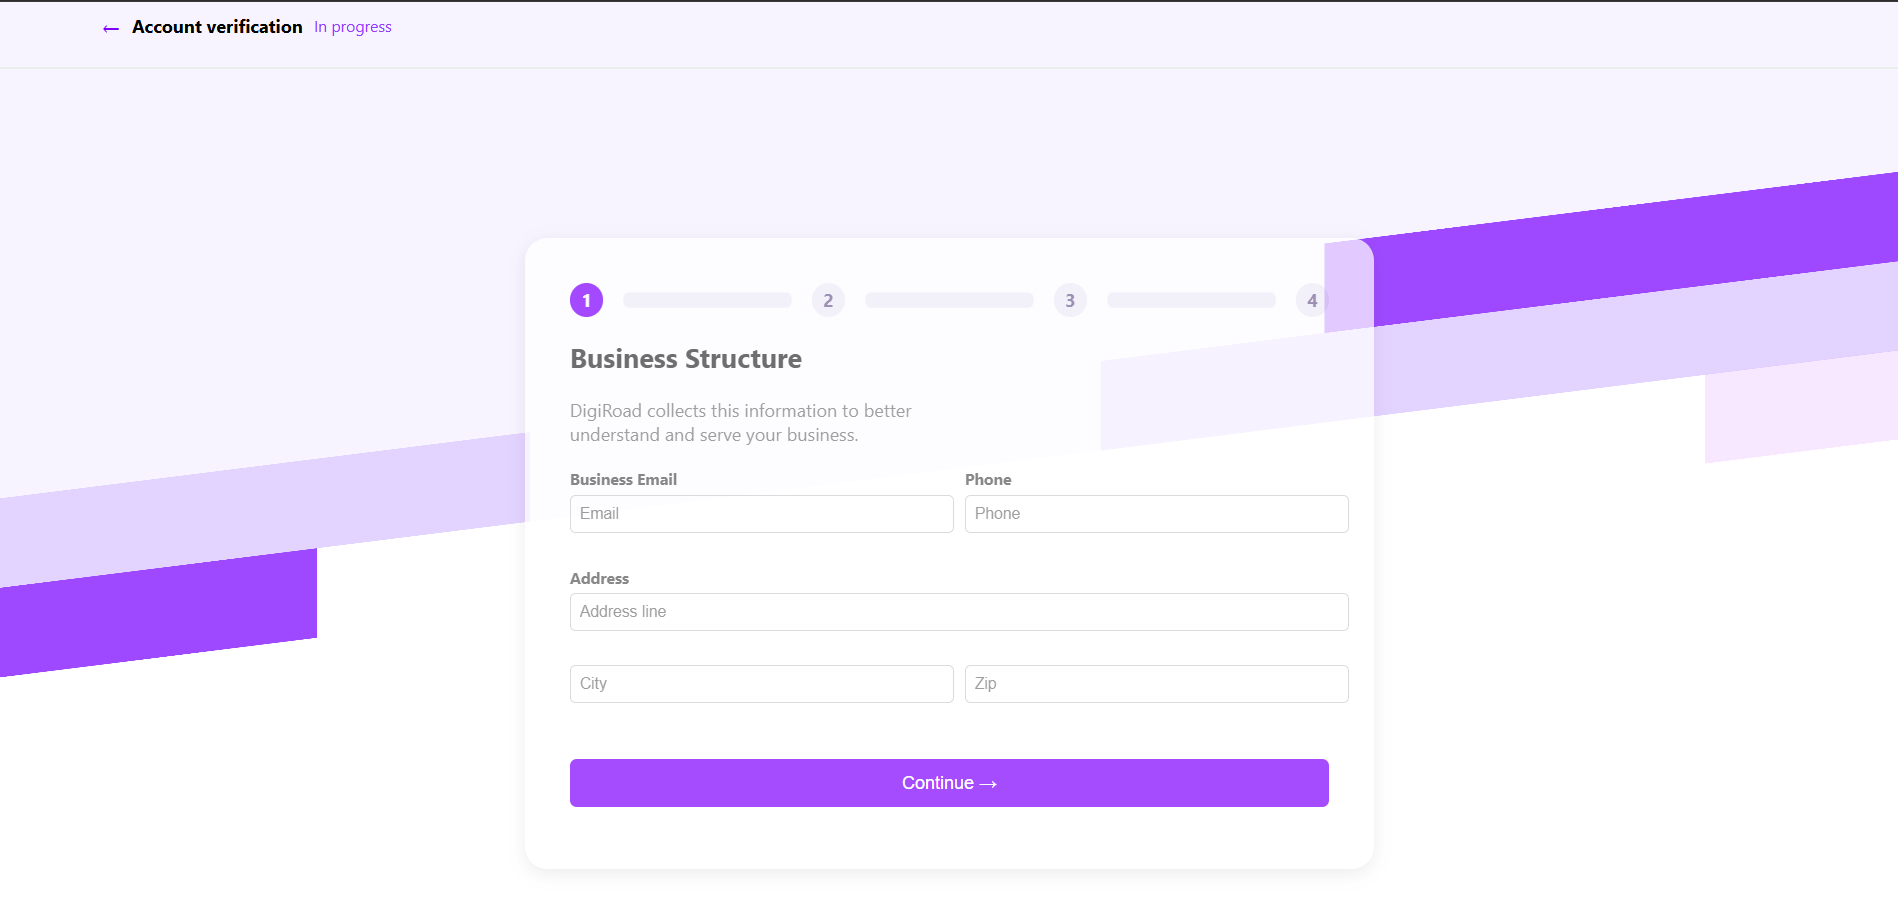 ← Account verification In progress
1 2 3 4
Business Structure
DigiRoad collects this information to better
understand and serve your business.
Business Email Phone
Email Phone
Address
Address line
City Zip
Continue →